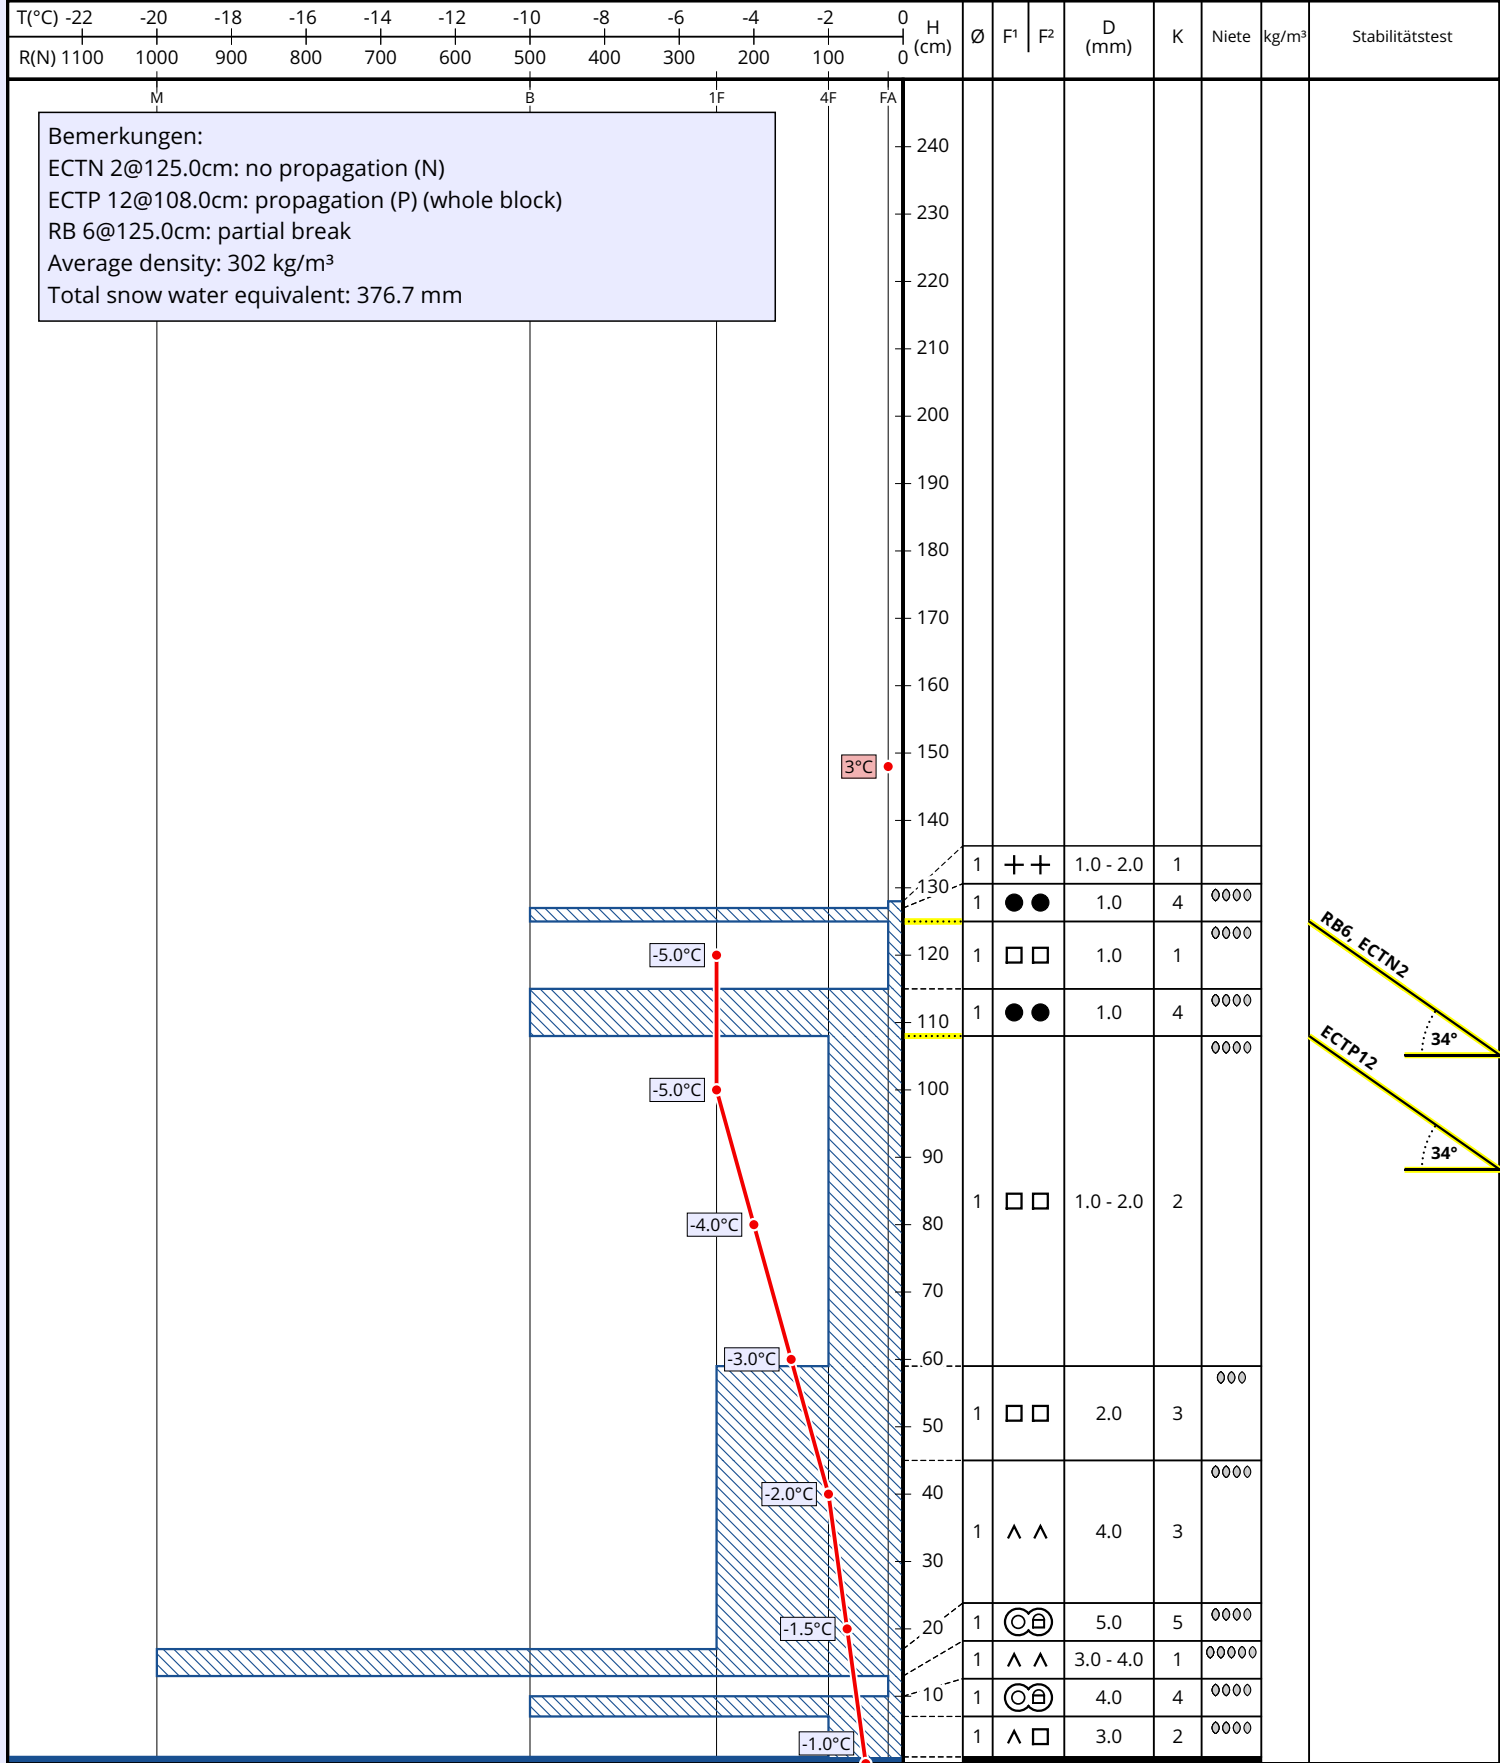 T(°C) -22 -20 -18 -16 -14 -12 -10 -8 -6 -4 -2 0
R(N) 1100 1000 900 800 700 600 500 400 300 200 100 0
H (cm) Ø F¹ F² D (mm) K Niete kg/m³ Stabilitätstest
M B 1F 4F FA
Bemerkungen:
ECTN 2@125.0cm: no propagation (N)
ECTP 12@108.0cm: propagation (P) (whole block)
RB 6@125.0cm: partial break
Average density: 302 kg/m³
Total snow water equivalent: 376.7 mm
240
230
220
210
200
190
180
170
160
150
3°C
140
1 1.0 - 2.0 1
130
1 1.0 4
RB6, ECTN2
-5.0°C 120 1 1.0 1
110 1 1.0 4
34°
ECTP12
-5.0°C 100
90
34°
1 1.0 - 2.0 2
-4.0°C 80
70
-3.0°C 60
50 1 2.0 3
-2.0°C 40
1 4.0 3
30
-1.5°C 20 1 5.0 5
1 3.0 - 4.0 1
10 1 4.0 4
-1.0°C 1 3.0 2